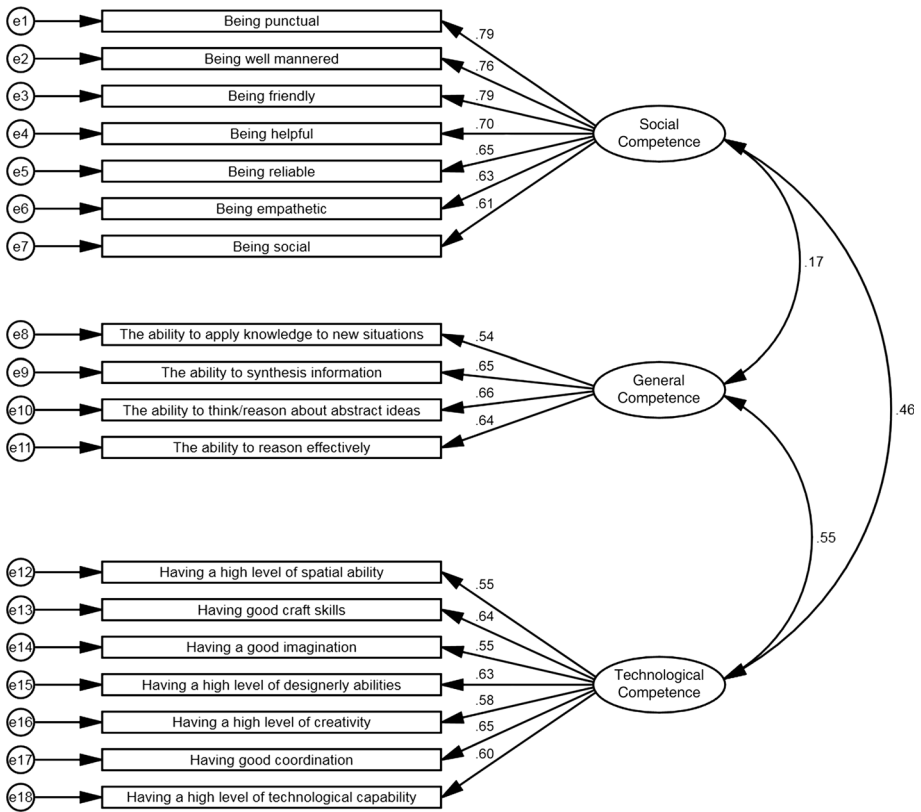 e1 Being punctual .79
e2 Being well mannered .76
e3 Being friendly .79
e4 Being helpful .70
e5 Being reliable .65
e6 Being empathetic .63
e7 Being social .61
Social
Competence
.17
e8 The ability to apply knowledge to new situations .54
e9 The ability to synthesis information .65
e10 The ability to think/reason about abstract ideas .66
e11 The ability to reason effectively .64
General
Competence
.46
.55
e12 Having a high level of spatial ability .55
e13 Having good craft skills .64
e14 Having a good imagination .55
e15 Having a high level of designerly abilities .63
e16 Having a high level of creativity .58
e17 Having good coordination .65
e18 Having a high level of technological capability .60
Technological
Competence